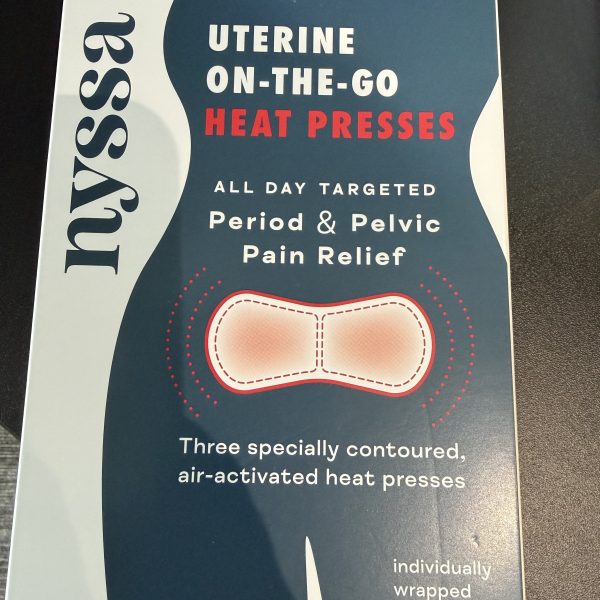 nyssa
UTERINE
ON-THE-GO
HEAT PRESSES
ALL DAY TARGETED
Period & Pelvic
Pain Relief
Three specially contoured,
air-activated heat presses
individually
wrapped